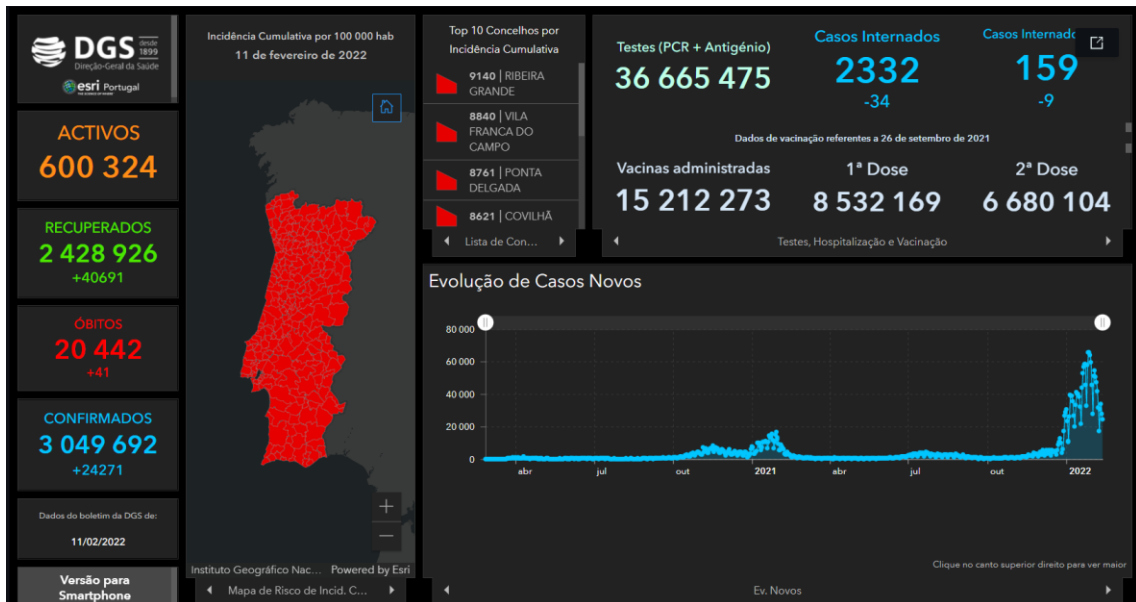 DGS desde 1899
Direção-Geral da Saúde
esri Portugal
THE SCIENCE OF WHERE
ACTIVOS
600 324
RECUPERADOS
2 428 926
+40691
ÓBITOS
20 442
+41
CONFIRMADOS
3 049 692
+24271
Dados do boletim da DGS de:
11/02/2022
Versão para
Smartphone
Incidência Cumulativa por 100 000 hab
11 de fevereiro de 2022
+
−
Instituto Geográfico Nac... Powered by Esri
Mapa de Risco de Incid. C...
Top 10 Concelhos por
Incidência Cumulativa
9140 | RIBEIRA
GRANDE
8840 | VILA
FRANCA DO
CAMPO
8761 | PONTA
DELGADA
8621 | COVILHÃ
Lista de Con...
Testes (PCR + Antigénio)
36 665 475
Casos Internados
2332
-34
Casos Internado
159
-9
Dados de vacinação referentes a 26 de setembro de 2021
Vacinas administradas
15 212 273
1ª Dose
8 532 169
2ª Dose
6 680 104
Testes, Hospitalização e Vacinação
Evolução de Casos Novos
80 000
60 000
40 000
20 000
0
abr jul out 2021 abr jul out 2022
Clique no canto superior direito para ver maior
Ev. Novos